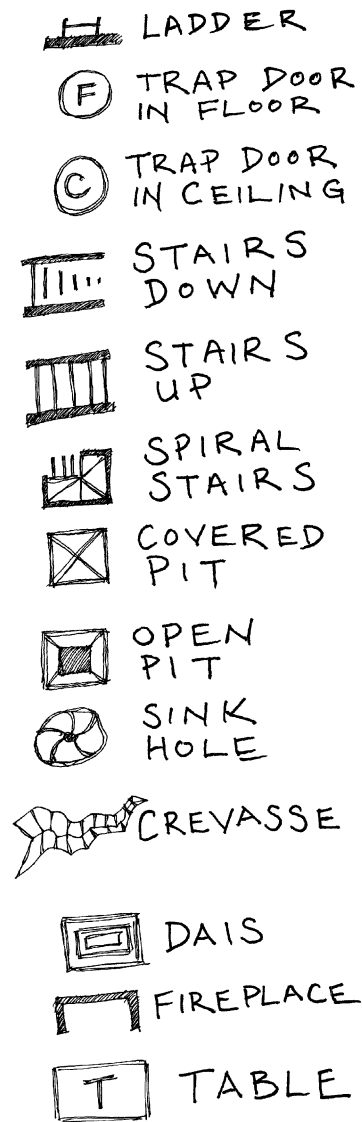 LADDER
F TRAP DOOR
IN FLOOR
C TRAP DOOR
IN CEILING
STAIRS
DOWN
STAIRS
UP
SPIRAL
STAIRS
COVERED
PIT
OPEN
PIT
SINK
HOLE
CREVASSE
DAIS
FIREPLACE
T TABLE